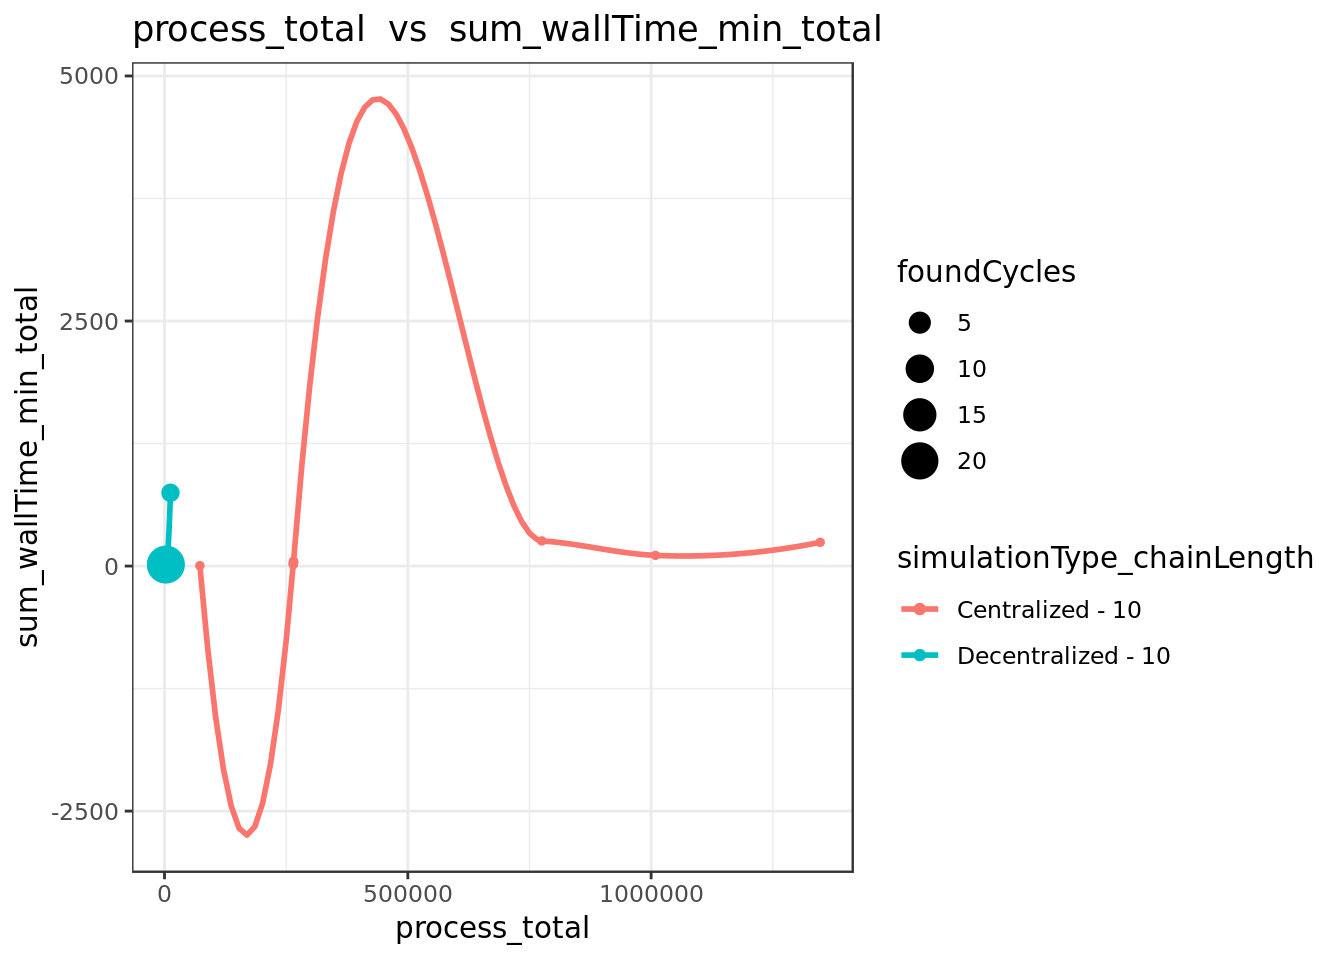 process_total  vs  sum_wallTime_min_total
sum_wallTime_min_total
5000
2500
0
-2500
0
500000
1000000
process_total
foundCycles
5
10
15
20
simulationType_chainLength
Centralized - 10
Decentralized - 10